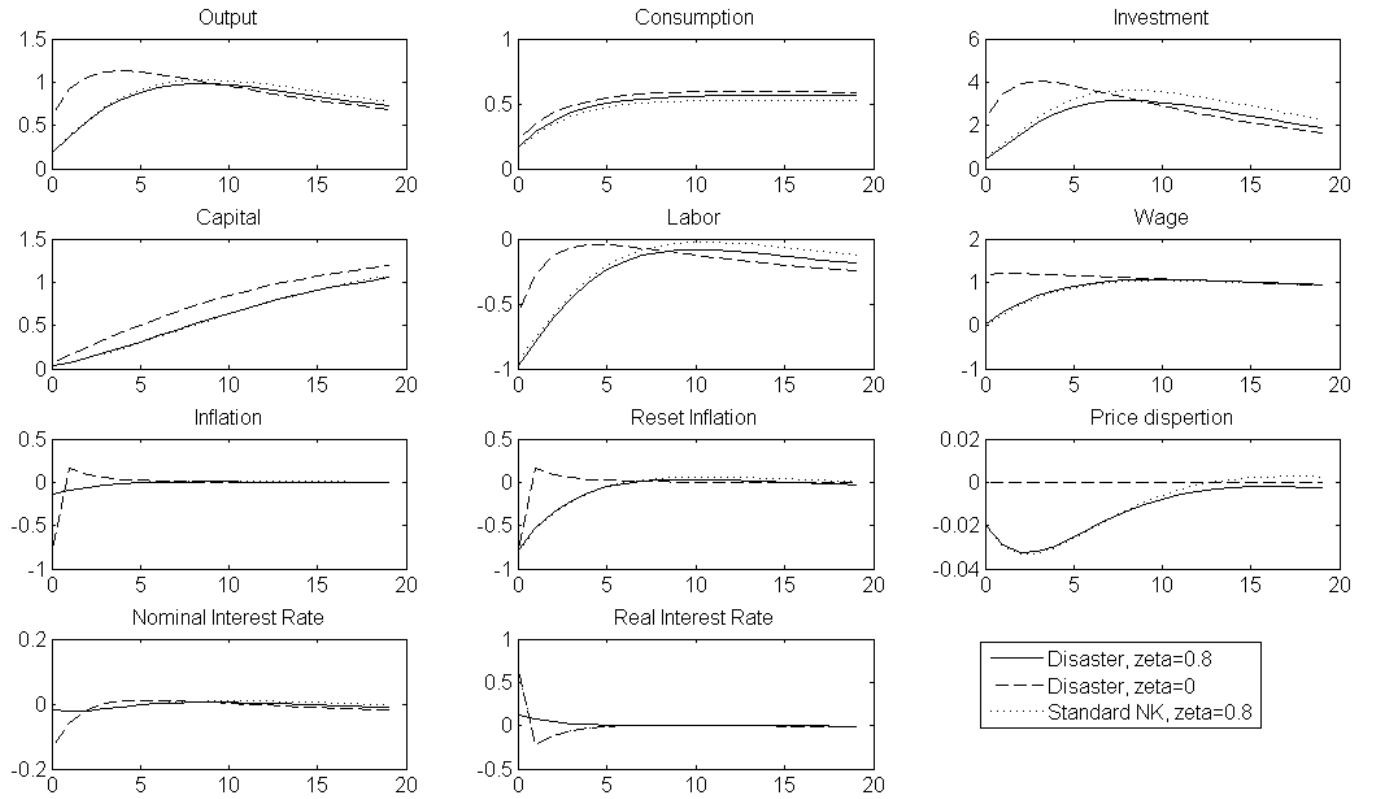 Output
Consumption
Investment
1.5
1
0.5
0
0 5 10 15 20
1
0.5
0
0 5 10 15 20
6
4
2
0
0 5 10 15 20
Capital
Labor
Wage
1.5
1
0.5
0
0 5 10 15 20
0
-0.5
-1
0 5 10 15 20
2
1
0
-1
0 5 10 15 20
Inflation
Reset Inflation
Price dispertion
0.5
0
-0.5
-1
0 5 10 15 20
0.5
0
-0.5
-1
0 5 10 15 20
0.02
0
-0.02
-0.04
0 5 10 15 20
Nominal Interest Rate
Real Interest Rate
0.2
0
-0.2
0 5 10 15 20
1
0.5
0
-0.5
0 5 10 15 20
Disaster, zeta=0.8
Disaster, zeta=0
Standard NK, zeta=0.8